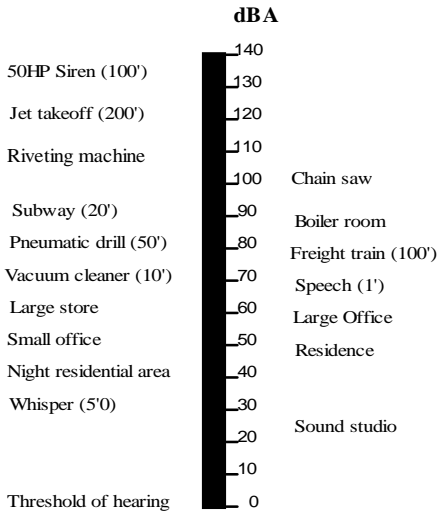 dBA
140
50HP Siren (100')
130
Jet takeoff (200')
120
110
Riveting machine
100
Chain saw
Subway (20')
90
Boiler room
Pneumatic drill (50')
80
Freight train (100')
Vacuum cleaner (10')
70
Speech (1')
Large store
60
Large Office
Small office
50
Residence
Night residential area
40
Whisper (5'0)
30
Sound studio
20
10
Threshold of hearing
0